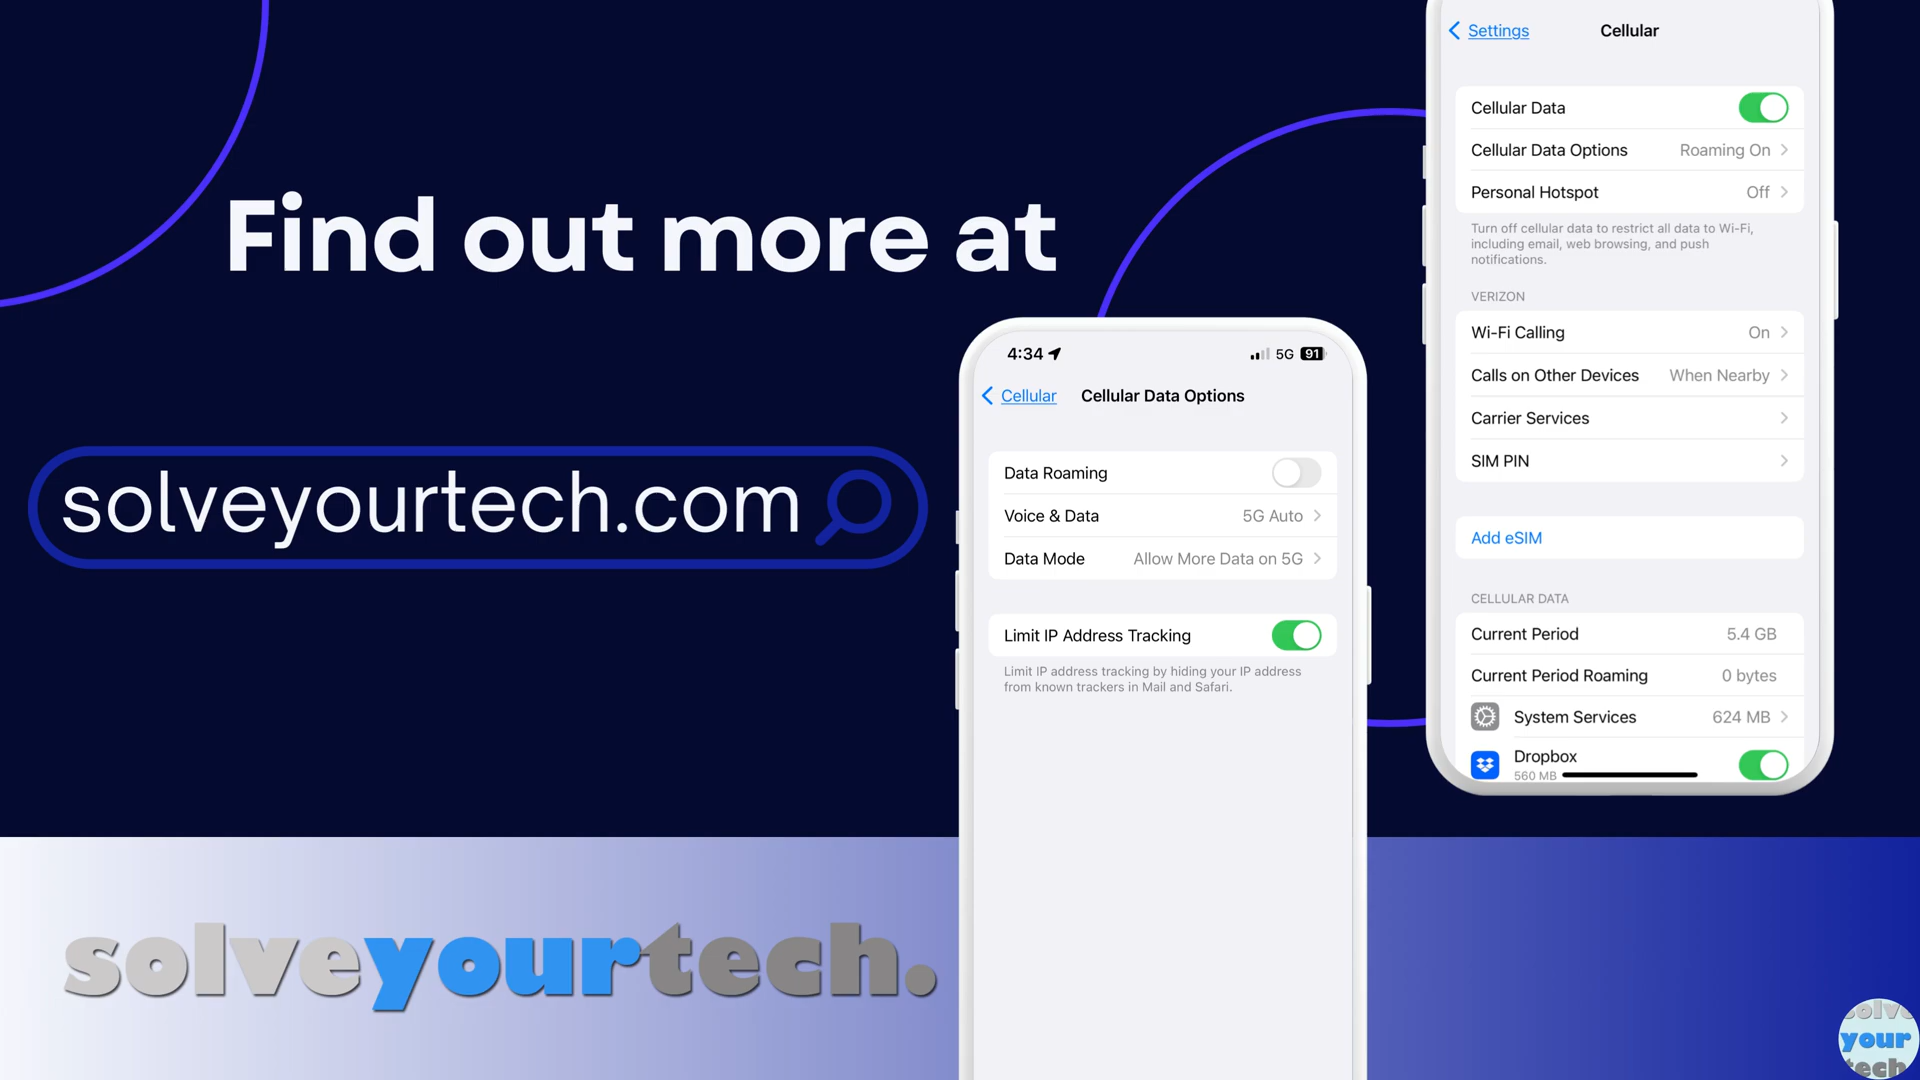 Find out more at
solveyourtech.com
solveyourtech.
4:34
5G 91
Cellular
Cellular Data Options
Data Roaming
Voice & Data 5G Auto
Data Mode Allow More Data on 5G
Limit IP Address Tracking
Limit IP address tracking by hiding your IP address
from known trackers in Mail and Safari.
Settings
Cellular
Cellular Data
Cellular Data Options Roaming On
Personal Hotspot Off
Turn off cellular data to restrict all data to Wi-Fi,
including email, web browsing, and push
notifications.
VERIZON
Wi-Fi Calling On
Calls on Other Devices When Nearby
Carrier Services
SIM PIN
Add eSIM
CELLULAR DATA
Current Period 5.4 GB
Current Period Roaming 0 bytes
System Services 624 MB
Dropbox
560 MB
solve
your
tech